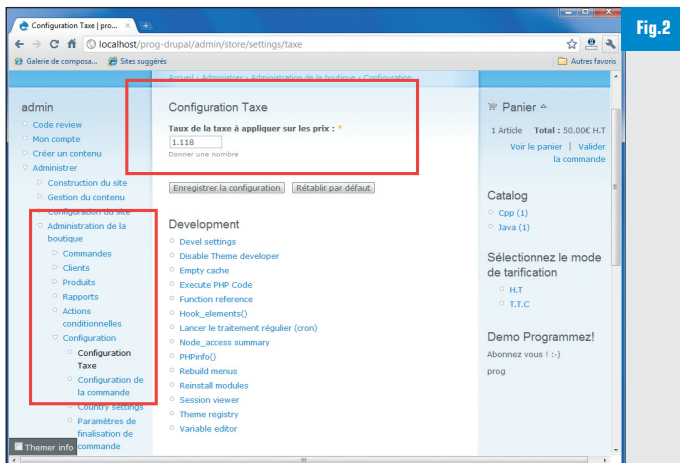 Fig.2
Configuration Taxe | pro...
localhost/prog-drupal/admin/store/settings/taxe
Galerie de composa...
Sites suggérés
Autres favoris
Accueil » Administrer » Administration de la boutique » Configuration
admin
Code review
Mon compte
Créer un contenu
Administrer
Construction du site
Gestion du contenu
Configuration du site
Administration de la
boutique
Commandes
Clients
Produits
Rapports
Actions
conditionnelles
Configuration
Configuration
Taxe
Configuration de
la commande
Country settings
Paramètres de
finalisation de
commande
Themer info
Configuration Taxe
Taux de la taxe à appliquer sur les prix : *
1.118
Donner une nombre
Enregistrer la configuration
Rétablir par défaut
Development
Devel settings
Disable Theme developer
Empty cache
Execute PHP Code
Function reference
Hook_elements()
Lancer le traitement régulier (cron)
Node_access summary
PHPinfo()
Rebuild menus
Reinstall modules
Session viewer
Theme registry
Variable editor
Panier
1 Article Total : 50.00€ H.T
Voir le panier | Valider
la commande
Catalog
Cpp (1)
Java (1)
Sélectionnez le mode
de tarification
H.T
T.T.C
Demo Programmez!
Abonnez vous ! :-)
prog